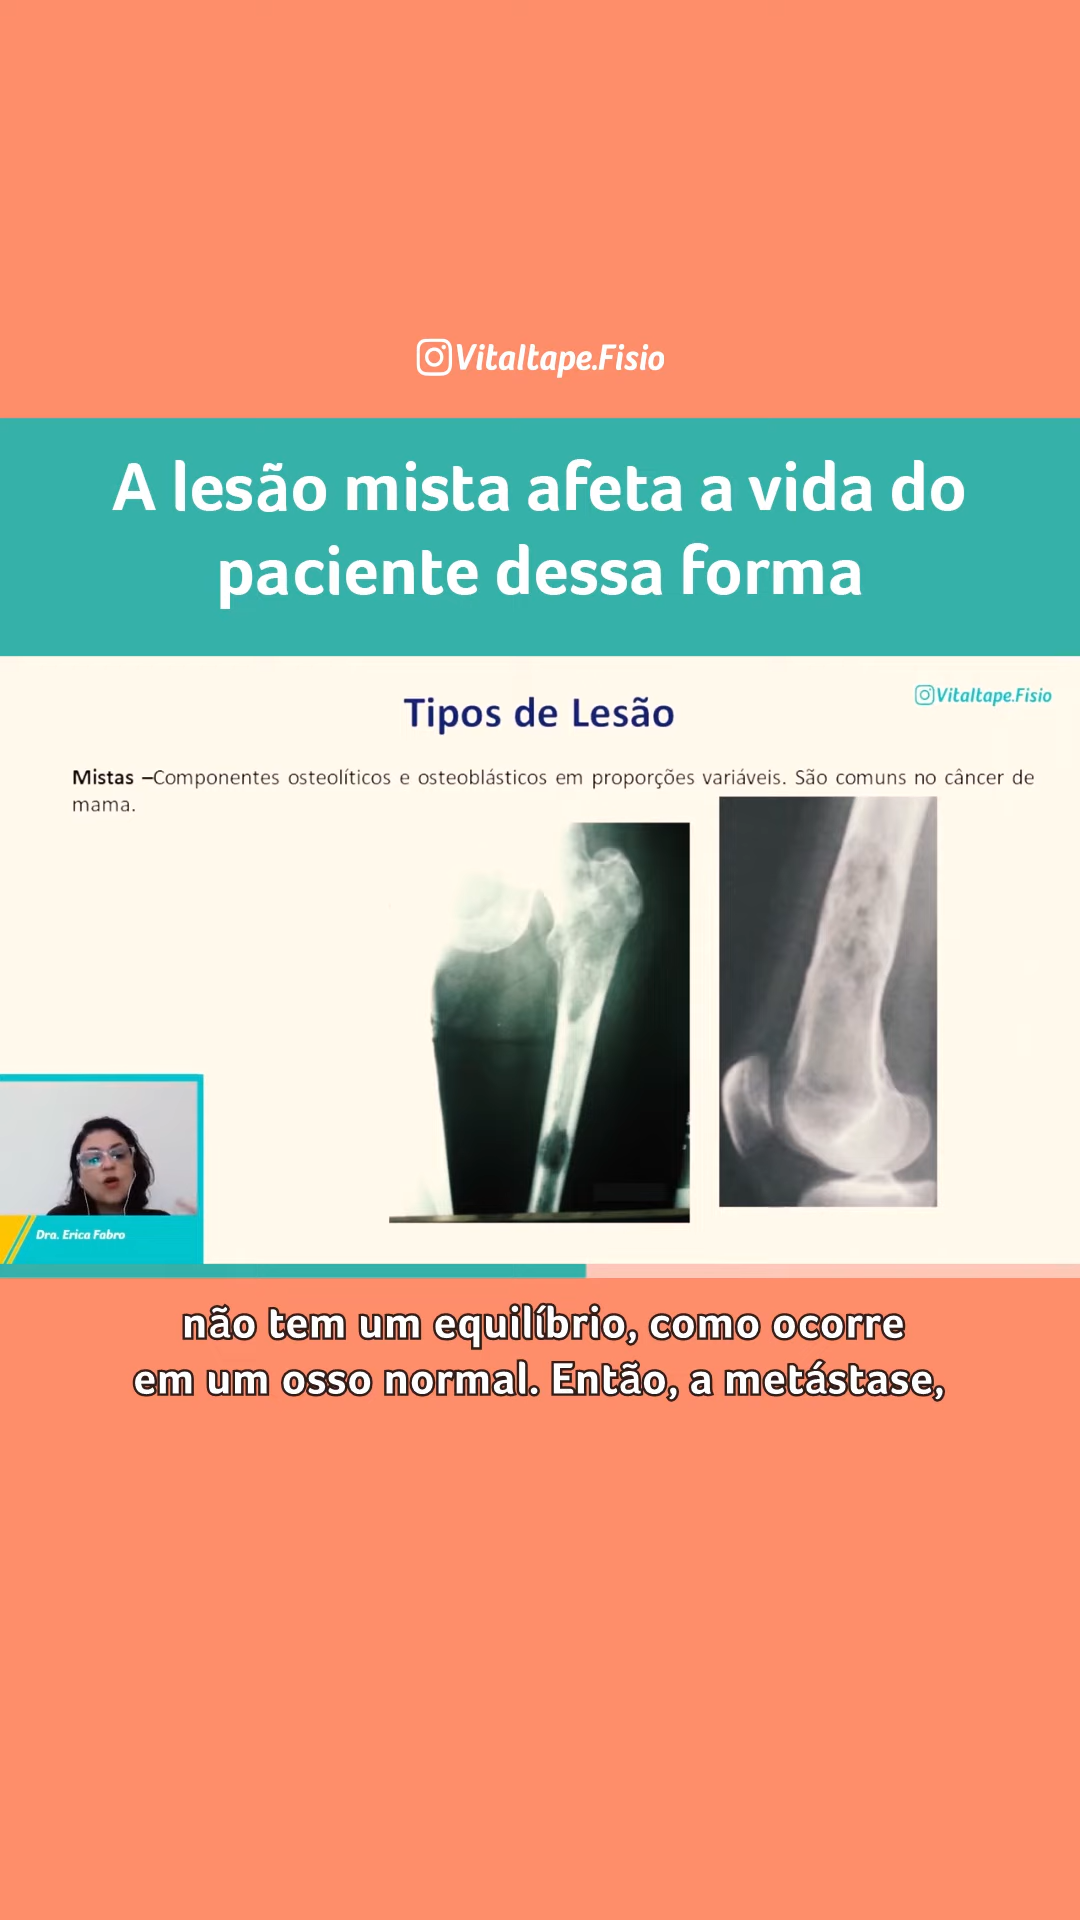 Vitaltape.Fisio
A lesão mista afeta a vida do
paciente dessa forma
Vitaltape.Fisio
Tipos de Lesão
Mistas –Componentes osteolíticos e osteoblásticos em proporções variáveis. São comuns no câncer de
mama.
Dra. Erica Fabro
não tem um equilíbrio, como ocorre
em um osso normal. Então, a metástase,